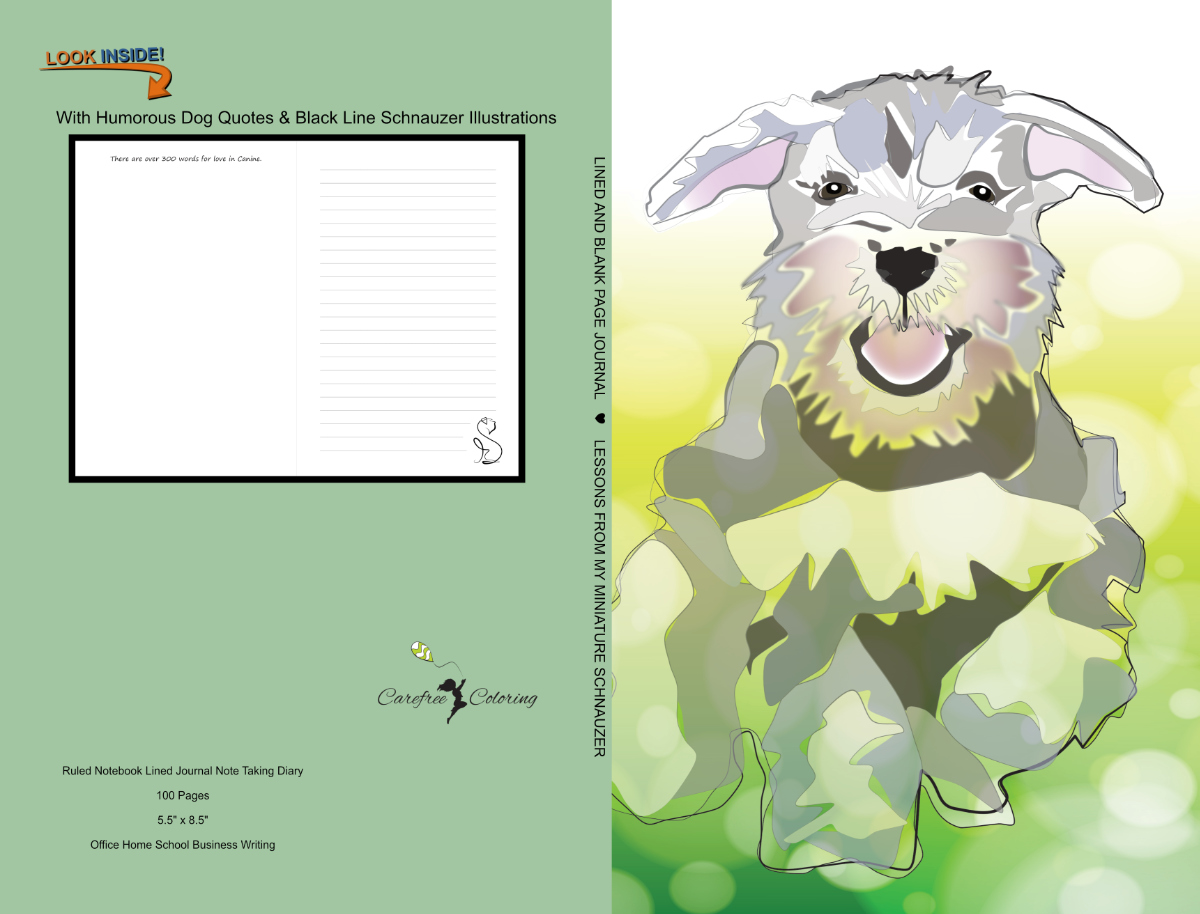 LOOK INSIDE!
With Humorous Dog Quotes & Black Line Schnauzer Illustrations
There are over 300 words for love in Canine.
Carefree Coloring
Ruled Notebook Lined Journal Note Taking Diary
100 Pages
5.5" x 8.5"
Office Home School Business Writing
LINED AND BLANK PAGE JOURNAL ♥ LESSONS FROM MY MINIATURE SCHNAUZER